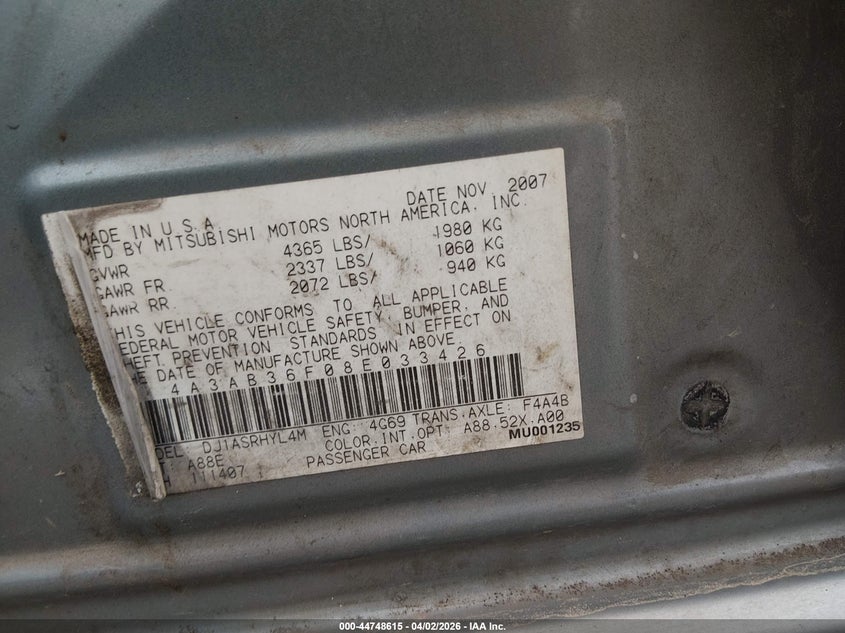 MADE IN U.S.A. DATE NOV. 2007
MFD BY MITSUBISHI MOTORS NORTH AMERICA, INC.
GVWR 4365 LBS/ 1980 KG
GAWR FR 2337 LBS/ 1060 KG
GAWR RR 2072 LBS/ 940 KG
THIS VEHICLE CONFORMS TO ALL APPLICABLE
FEDERAL MOTOR VEHICLE SAFETY, BUMPER, AND
THEFT PREVENTION STANDARDS IN EFFECT ON
THE DATE OF MANUFACTURE SHOWN ABOVE.
4A3AB36F08E033426
DEL DJ1ASRHYL4M ENG: 4G69 TRANS.AXLE: F4A4B
T: A88E COLOR.INT.OPT: A88.52X.A00
H 111407 PASSENGER CAR MU001235
000-44748615 - 04/02/2026 - IAA Inc.